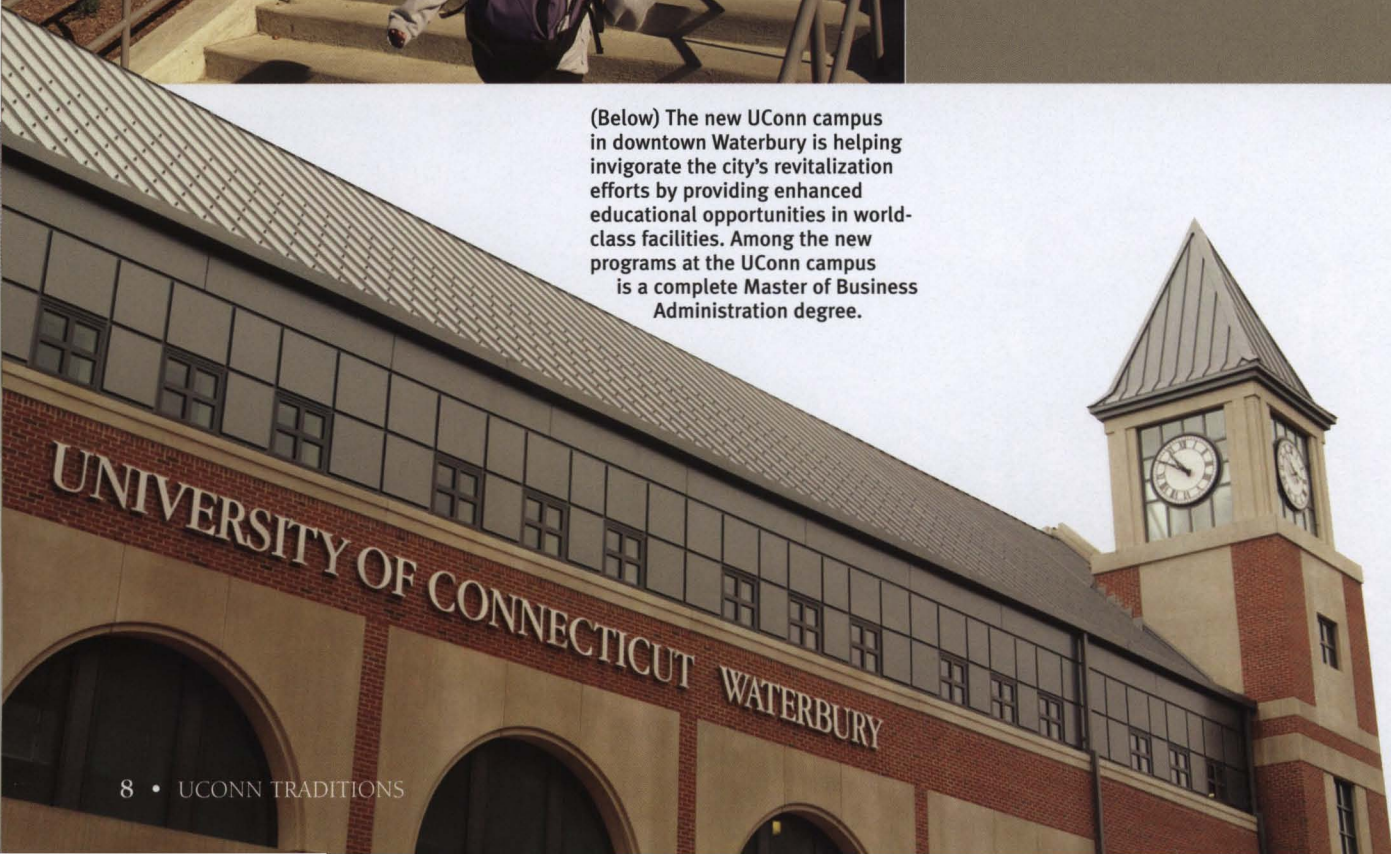 (Below) The new UConn campus
in downtown Waterbury is helping
invigorate the city's revitalization
efforts by providing enhanced
educational opportunities in world-
class facilities. Among the new
programs at the UConn campus
is a complete Master of Business
Administration degree.
UNIVERSITY OF CONNECTICUT WATERBURY
8 • UCONN TRADITIONS